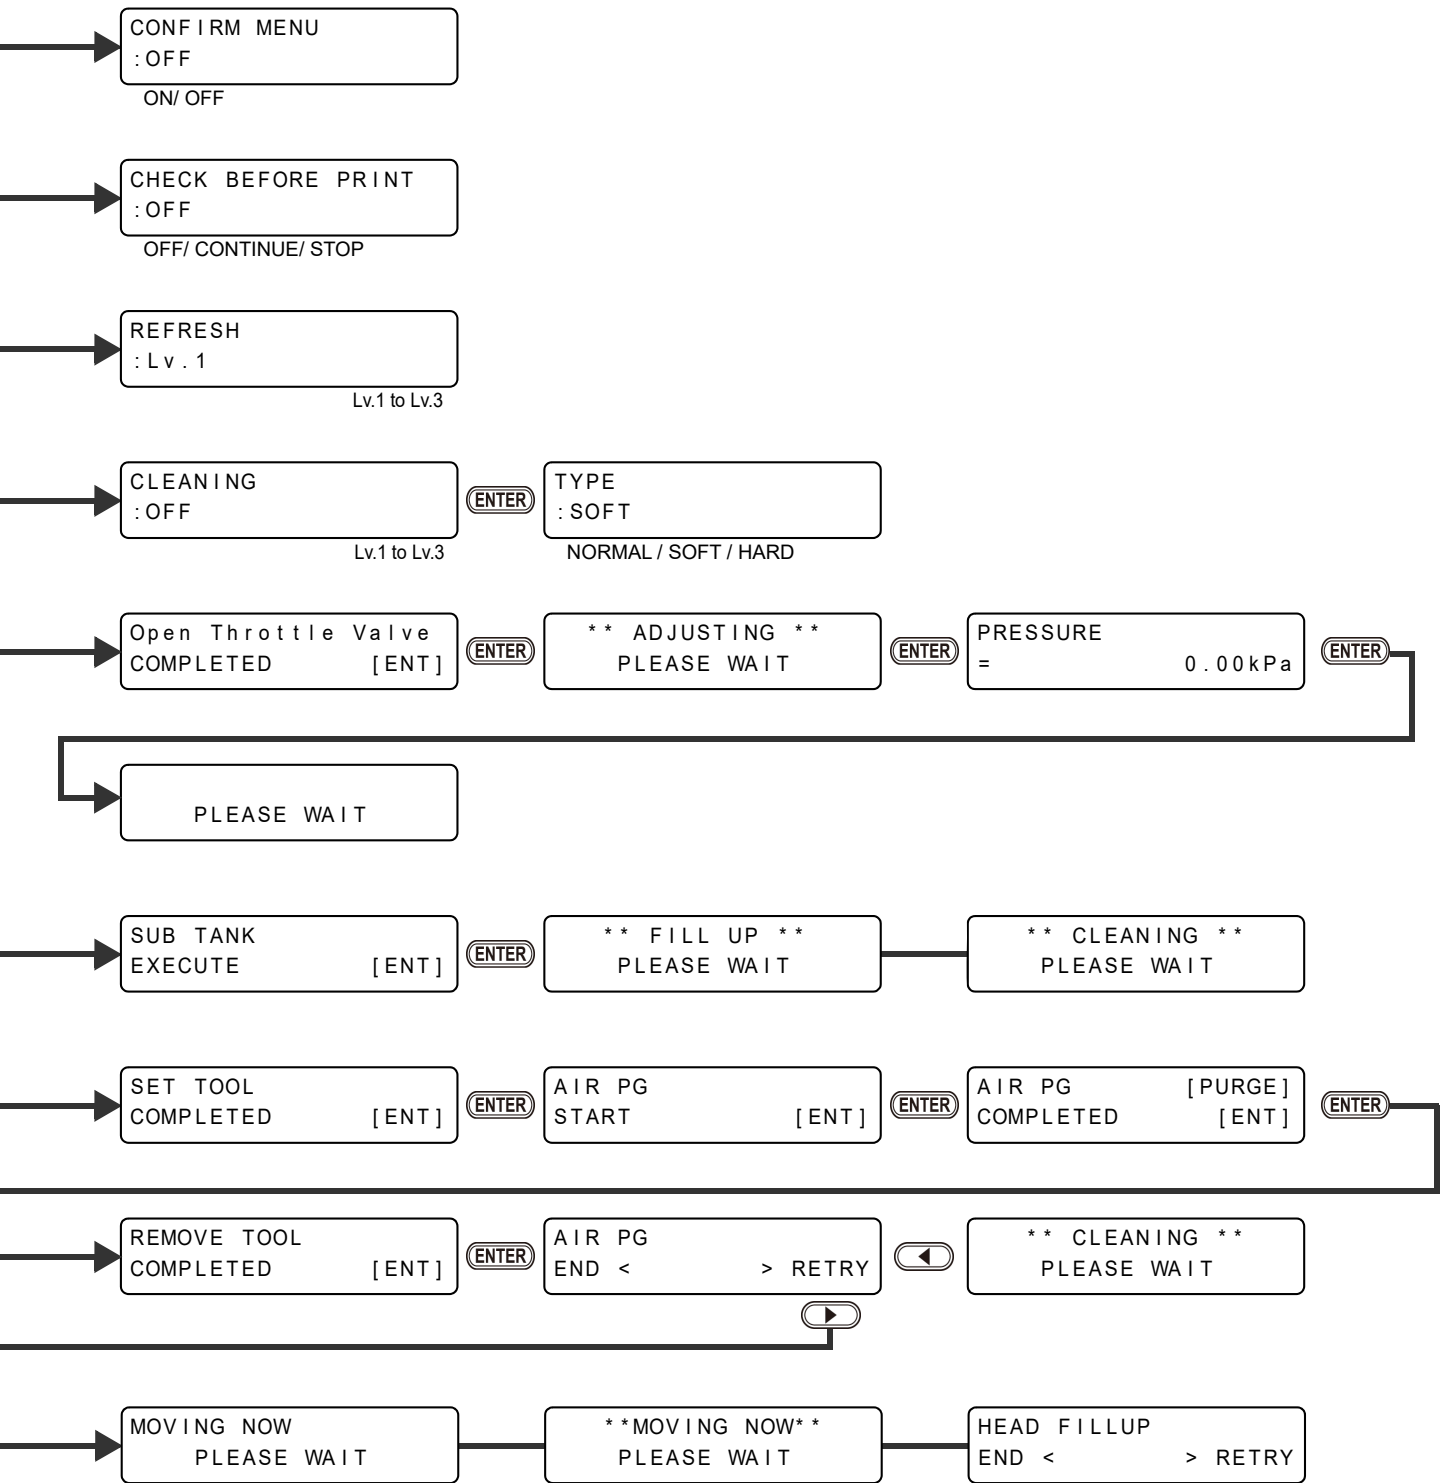 CONFIRM MENU
:OFF
ON/ OFF
CHECK BEFORE PRINT
:OFF
OFF/ CONTINUE/ STOP
REFRESH
:Lv.1
Lv.1 to Lv.3
CLEANING
:OFF
Lv.1 to Lv.3
ENTER
TYPE
:SOFT
NORMAL / SOFT / HARD
Open Throttle Valve
COMPLETED [ENT]
ENTER
** ADJUSTING **
PLEASE WAIT
ENTER
PRESSURE
= 0.00kPa
ENTER
PLEASE WAIT
SUB TANK
EXECUTE [ENT]
ENTER
** FILL UP **
PLEASE WAIT
** CLEANING **
PLEASE WAIT
SET TOOL
COMPLETED [ENT]
ENTER
AIR PG
START [ENT]
ENTER
AIR PG [PURGE]
COMPLETED [ENT]
ENTER
REMOVE TOOL
COMPLETED [ENT]
ENTER
AIR PG
END < > RETRY
** CLEANING **
PLEASE WAIT
MOVING NOW
PLEASE WAIT
**MOVING NOW**
PLEASE WAIT
HEAD FILLUP
END < > RETRY